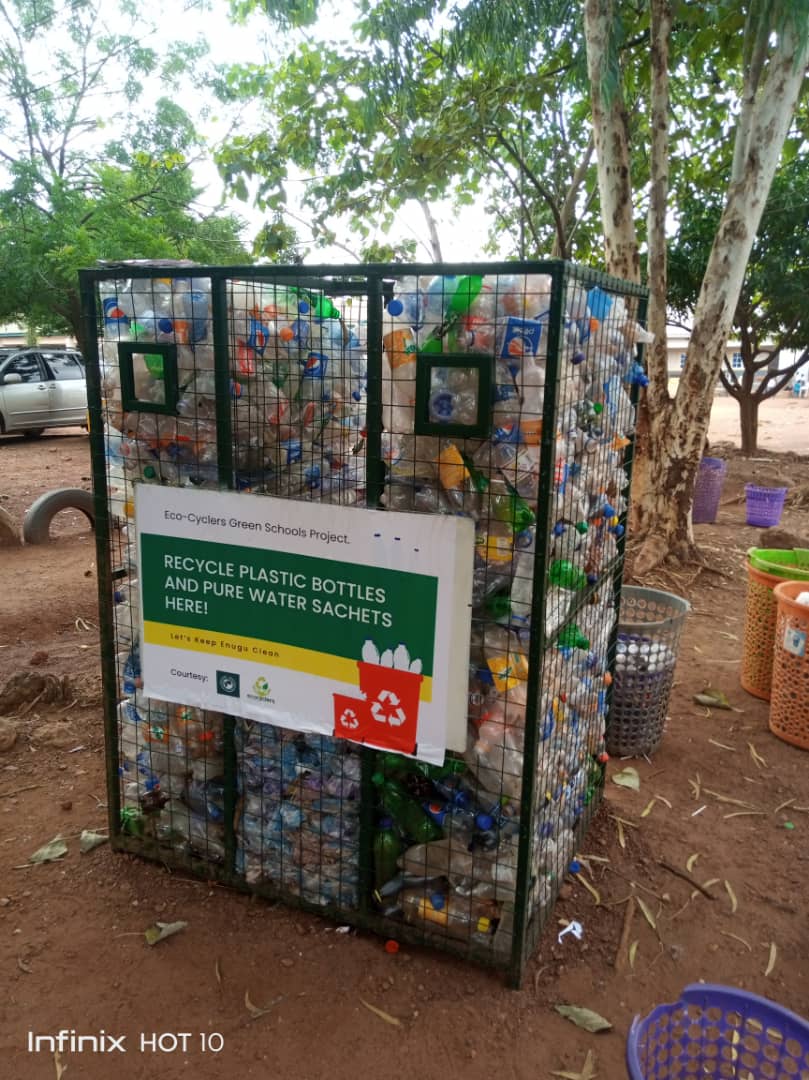 Eco-Cyclers Green Schools Project.
RECYCLE PLASTIC BOTTLES
AND PURE WATER SACHETS
HERE!
Let's Keep Enugu Clean
Courtesy:
ecocyclers
Infinix HOT 10